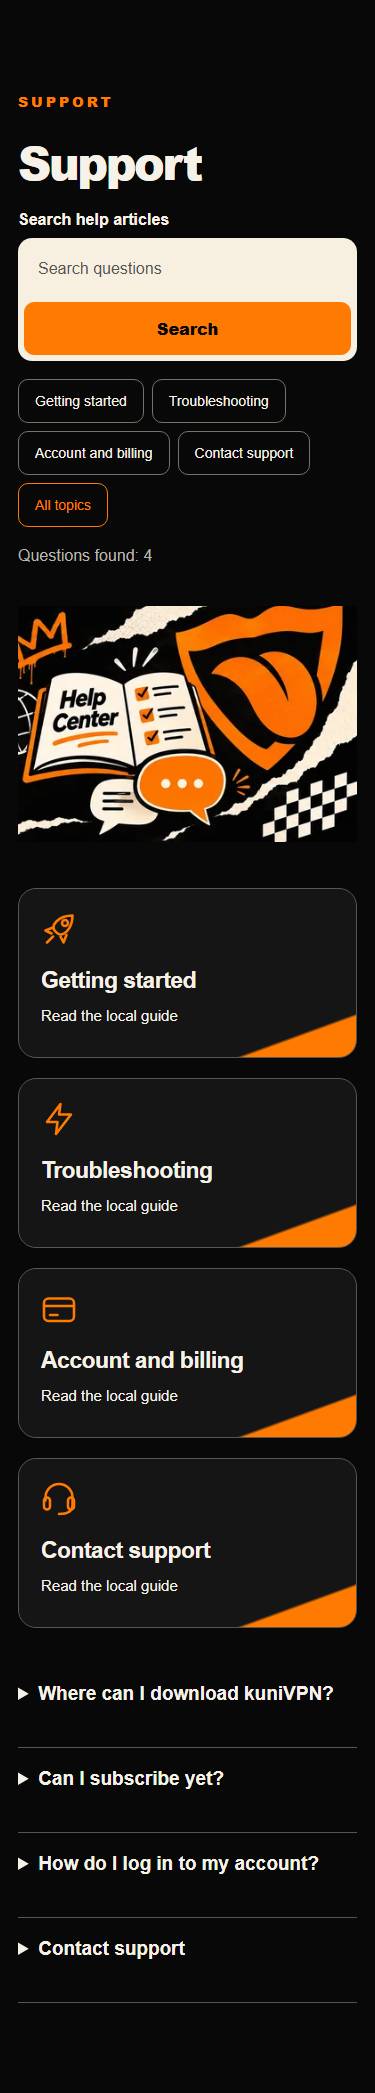 SUPPORT
Support
Search help articles
Search questions
Search
Getting started
Troubleshooting
Account and billing
Contact support
All topics
Questions found: 4
Help
Center
Getting started
Read the local guide
Troubleshooting
Read the local guide
Account and billing
Read the local guide
Contact support
Read the local guide
Where can I download kuniVPN?
Can I subscribe yet?
How do I log in to my account?
Contact support